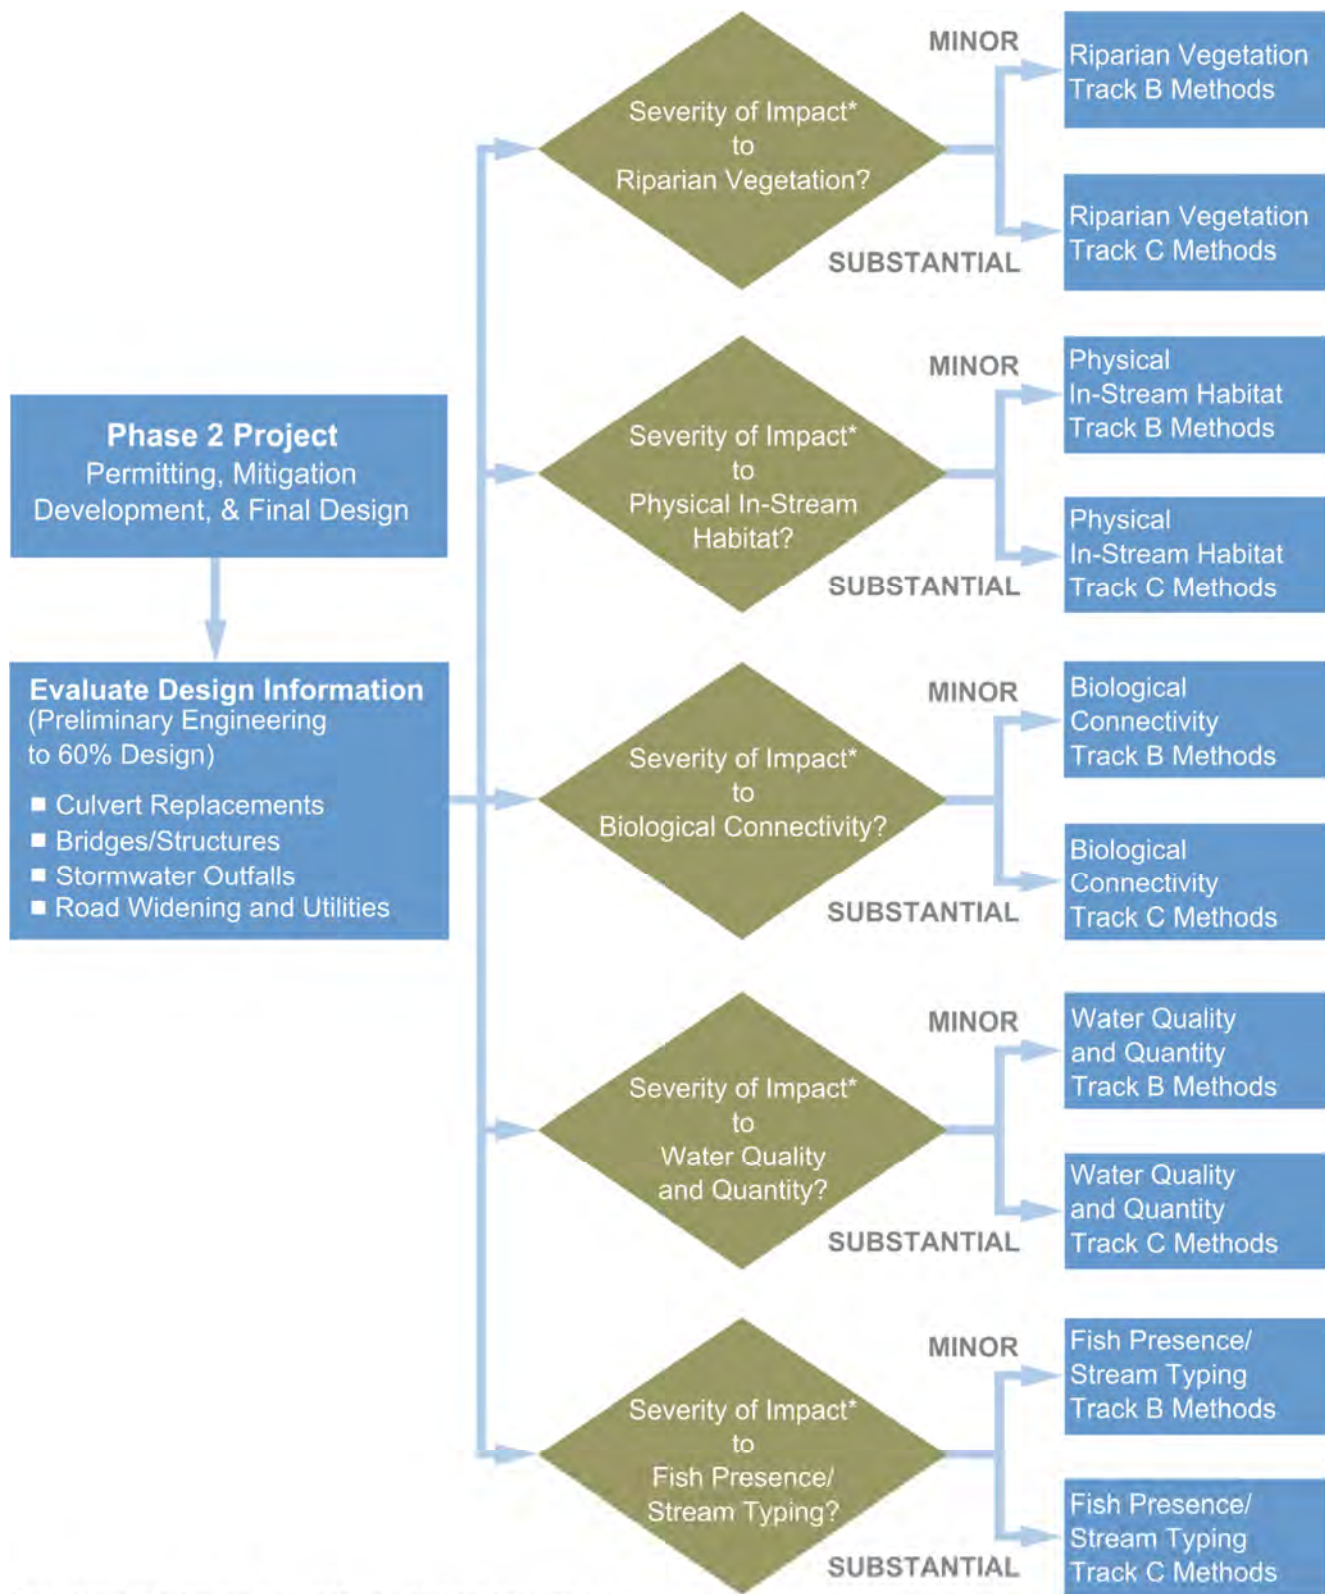 Phase 2 Project
Permitting, Mitigation
Development, & Final Design
Evaluate Design Information
(Preliminary Engineering
to 60% Design)
■ Culvert Replacements
■ Bridges/Structures
■ Stormwater Outfalls
■ Road Widening and Utilities
Severity of Impact*
to
Riparian Vegetation?
MINOR
Riparian Vegetation
Track B Methods
SUBSTANTIAL
Riparian Vegetation
Track C Methods
Severity of Impact*
to
Physical In-Stream
Habitat?
MINOR
Physical
In-Stream Habitat
Track B Methods
SUBSTANTIAL
Physical
In-Stream Habitat
Track C Methods
Severity of Impact*
to
Biological Connectivity?
MINOR
Biological
Connectivity
Track B Methods
SUBSTANTIAL
Biological
Connectivity
Track C Methods
Severity of Impact*
to
Water Quality
and Quantity?
MINOR
Water Quality
and Quantity
Track B Methods
SUBSTANTIAL
Water Quality
and Quantity
Track C Methods
Severity of Impact*
to
Fish Presence/
Stream Typing?
MINOR
Fish Presence/
Stream Typing
Track B Methods
SUBSTANTIAL
Fish Presence/
Stream Typing
Track C Methods